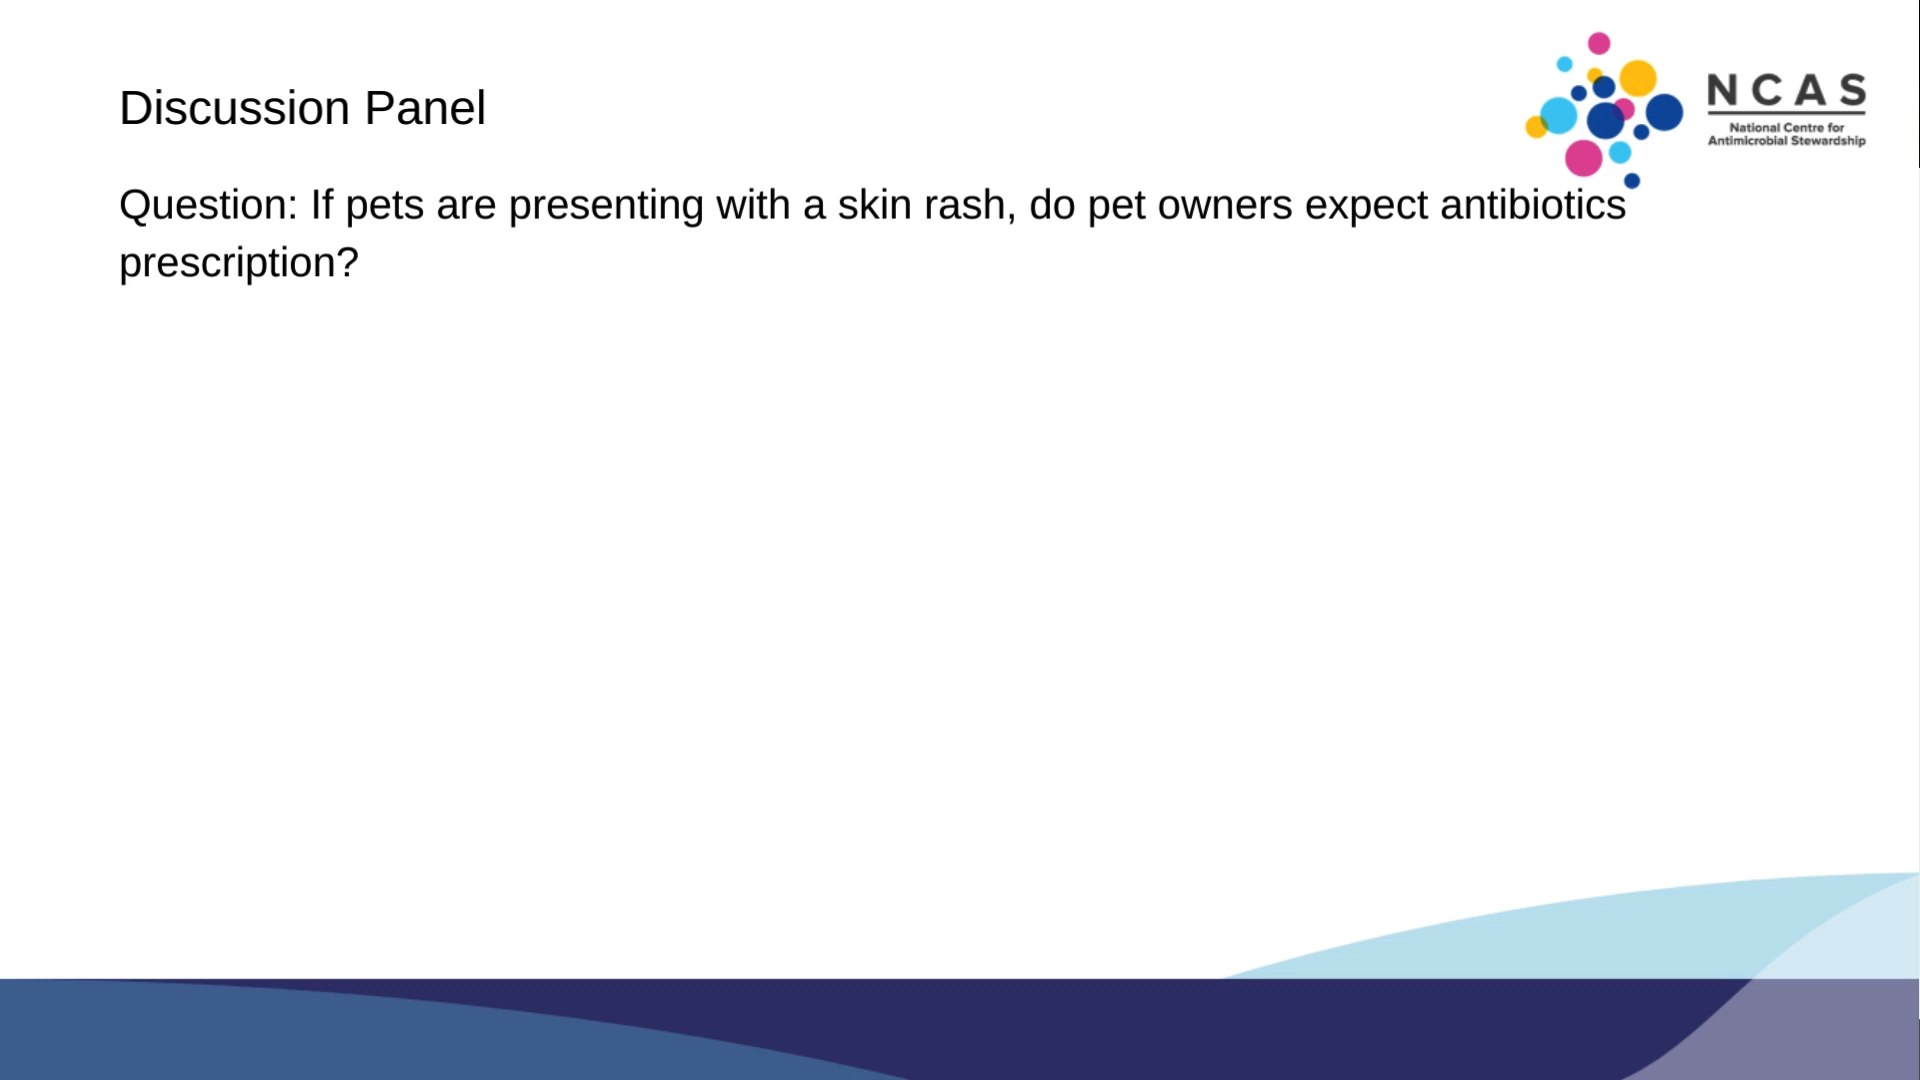 Discussion Panel
NCAS
National Centre for
Antimicrobial Stewardship
Question: If pets are presenting with a skin rash, do pet owners expect antibiotics
prescription?